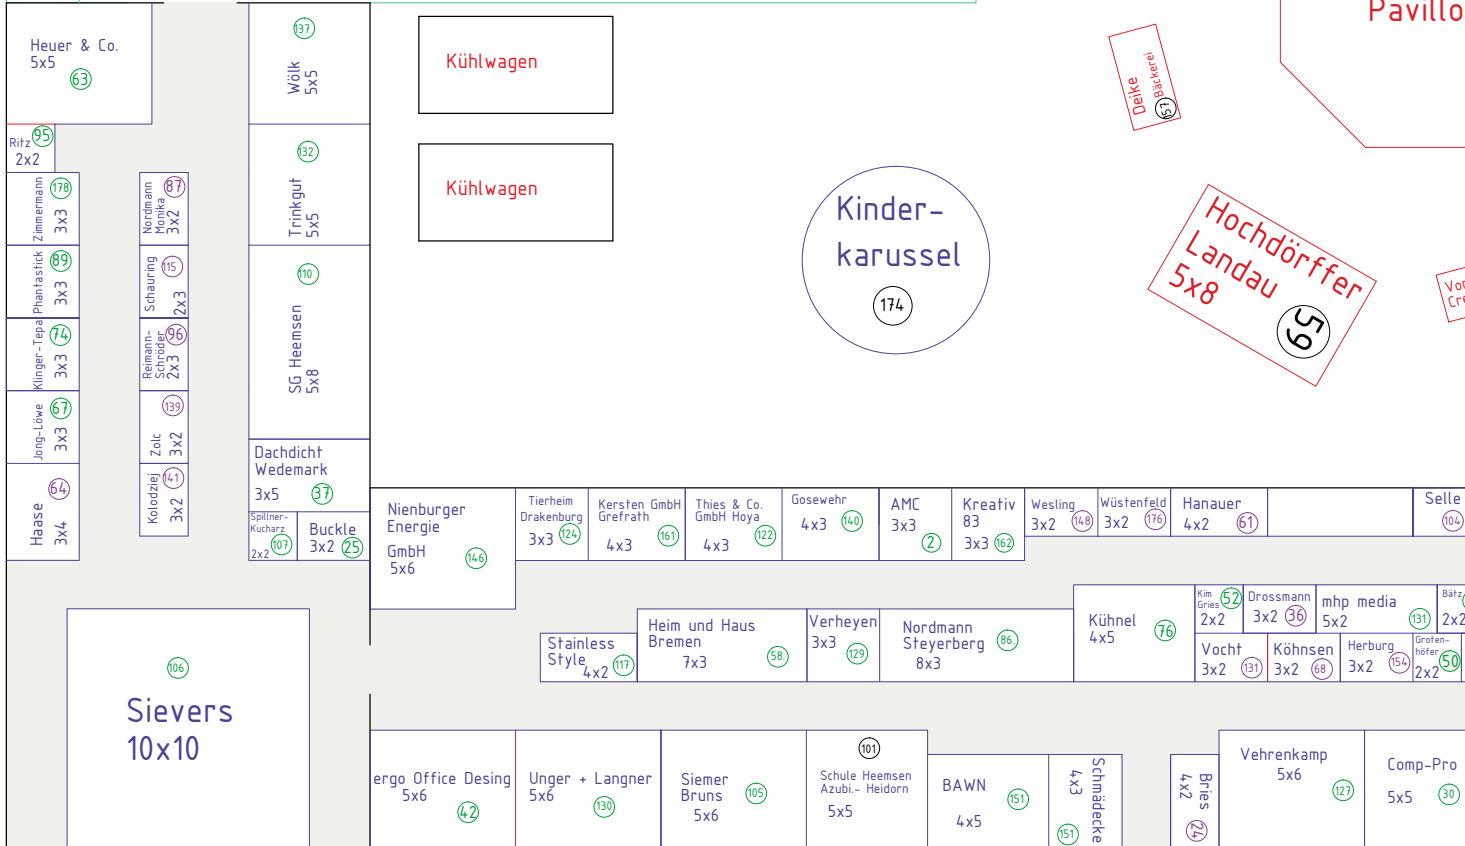 Pavillo
Heuer & Co.
5x5
63
137
Wölk
5x5
Kühlwagen
Deike
Bäckerei
157
Ritz
95
2x2
132
Trinkgut
5x5
Kühlwagen
Zimmermann
3x3
178
Nordmann
Monika
3x2
87
Kinder-
karussel
174
Hochdörffer
Landau
5x8
59
Phantastick
3x3
89
Schauring
2x3
115
110
SG Heemsen
5x8
Klinger-Tepa
3x3
74
Reimann-
Schröder
2x3
96
Jong-Löwe
3x3
67
Zolc
3x2
139
Haase
3x4
64
Kolodziej
3x2
141
Dachdicht
Wedemark
3x5
37
Spillner-
Kucharz
2x2
107
Buckle
3x2
25
Nienburger
Energie
GmbH
5x6
146
Tierheim
Drakenburg
3x3
124
Kersten GmbH
Grefrath
4x3
161
Thies & Co.
GmbH Hoya
4x3
122
Gosewehr
4x3
140
AMC
3x3
2
Kreativ
83
3x3
162
Wesling
3x2
148
Wüstenfeld
3x2
176
Hanauer
4x2
61
Selle
104
Stainless
Style
4x2
117
Heim und Haus
Bremen
7x3
58.
Verheyen
3x3
129
Nordmann
Steyerberg
8x3
86.
Kühnel
4x5
76
Kim
Gries
2x2
52
Drossmann
3x2
36
mhp media
5x2
131
Bätz
2x2
Vocht
3x2
131
Köhnsen
3x2
68
Herburg
3x2
154
Groten-
höfer
2x2
50
106
Sievers
10x10
ergo Office Desing
5x6
42
Unger + Langner
5x6
130
Siemer
Bruns
5x6
105
101
Schule Heemsen
Azubi.- Heidorn
5x5
BAWN
4x5
151
Schmädecke
4x3
151
Bries
4x2
24
Vehrenkamp
5x6
127
Comp-Pro
5x5
30